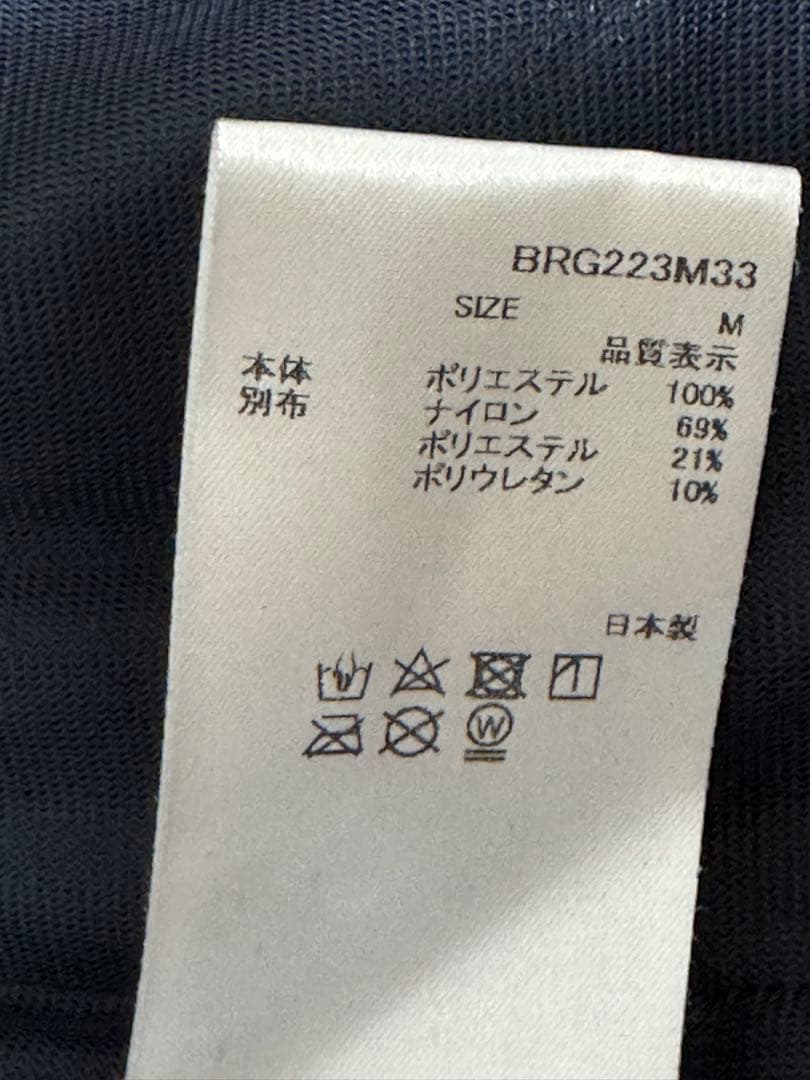 BRG223M33
SIZE M
品質表示
本体 ポリエステル 100%
別布 ナイロン 69%
ポリエステル 21%
ポリウレタン 10%
日本製
W